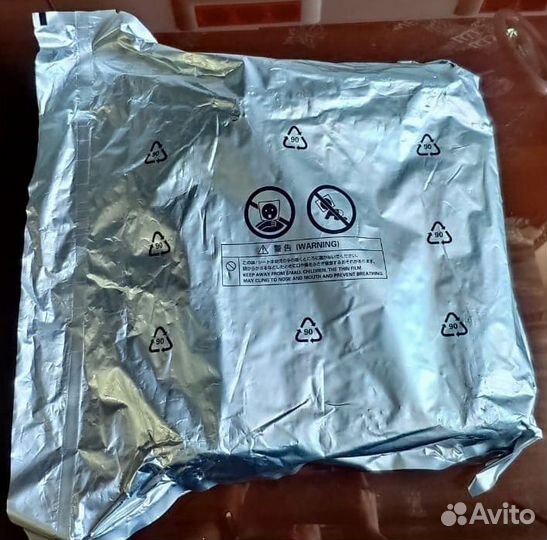 90
90
90
90
90
⚠ 警告 (WARNING)
KEEP AWAY FROM SMALL CHILDREN. THE THIN FILM
MAY CLING TO NOSE AND MOUTH AND PREVENT BREATHING.
90
90
90
Avito